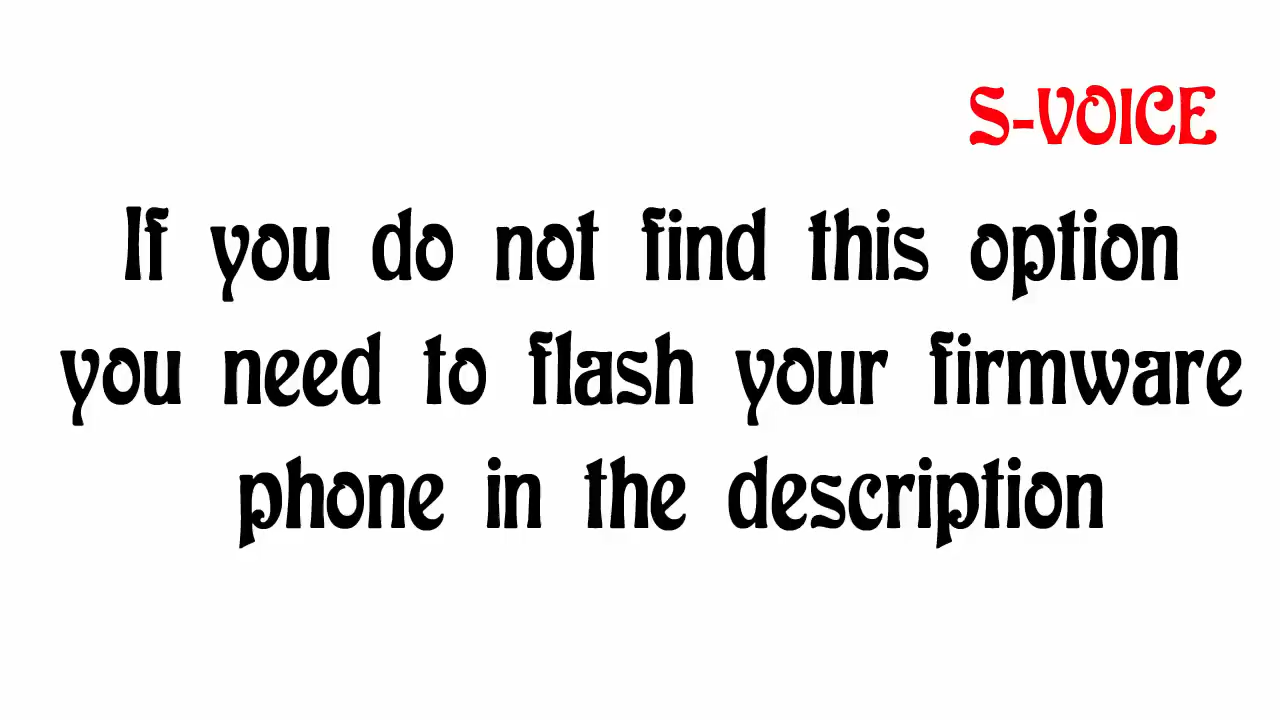 S-VOICE
If you do not find this option
you need to flash your firmware
phone in the description